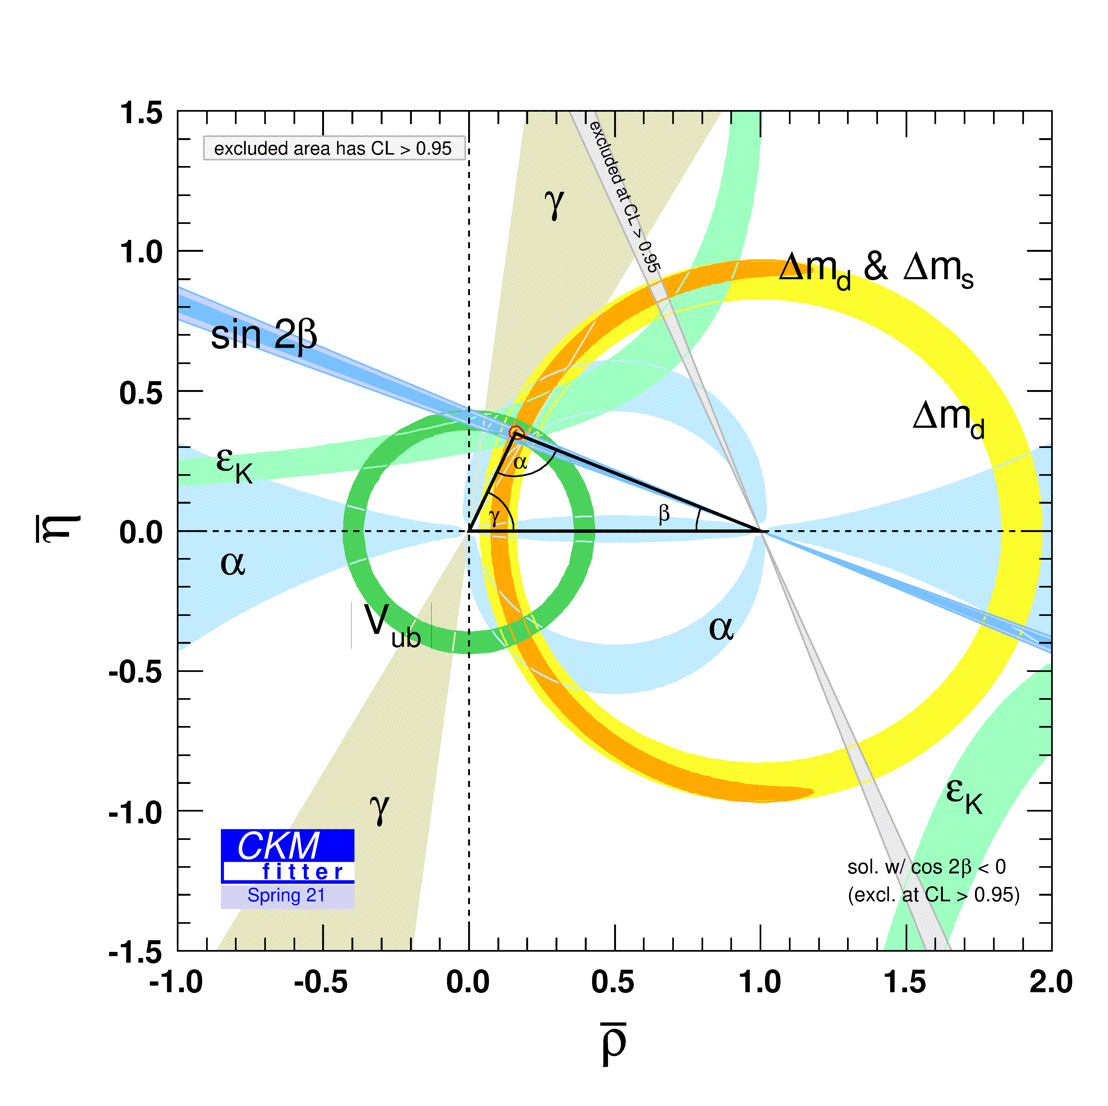 1.5
1.0
0.5
0.0
-0.5
-1.0
-1.5
η̅
excluded area has CL > 0.95
γ
excluded at CL > 0.95
Δm_d & Δm_s
sin 2β
Δm_d
ε_K
α
α
γ
β
α
V_ub
α
γ
ε_K
CKM
fitter
Spring 21
sol. w/ cos 2β < 0
(excl. at CL > 0.95)
-1.0 -0.5 0.0 0.5 1.0 1.5 2.0
ρ̅